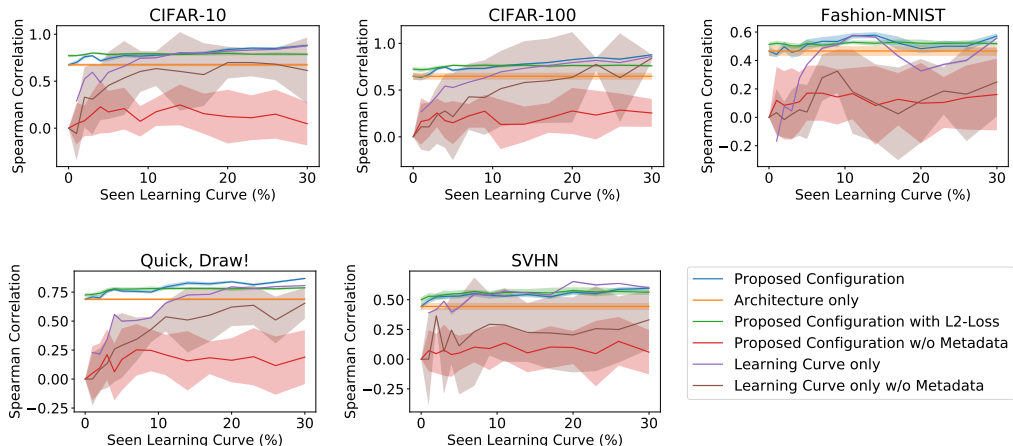 CIFAR-10
Spearman Correlation
1.0
0.5
0.0
0 10 20 30
Seen Learning Curve (%)
CIFAR-100
Spearman Correlation
1.0
0.5
0.0
0 10 20 30
Seen Learning Curve (%)
Fashion-MNIST
Spearman Correlation
0.6
0.4
0.2
0.0
−0.2
0 10 20 30
Seen Learning Curve (%)
Quick, Draw!
Spearman Correlation
0.75
0.50
0.25
0.00
−0.25
0 10 20 30
Seen Learning Curve (%)
SVHN
Spearman Correlation
0.50
0.25
0.00
−0.25
0 10 20 30
Seen Learning Curve (%)
Proposed Configuration
Architecture only
Proposed Configuration with L2-Loss
Proposed Configuration w/o Metadata
Learning Curve only
Learning Curve only w/o Metadata